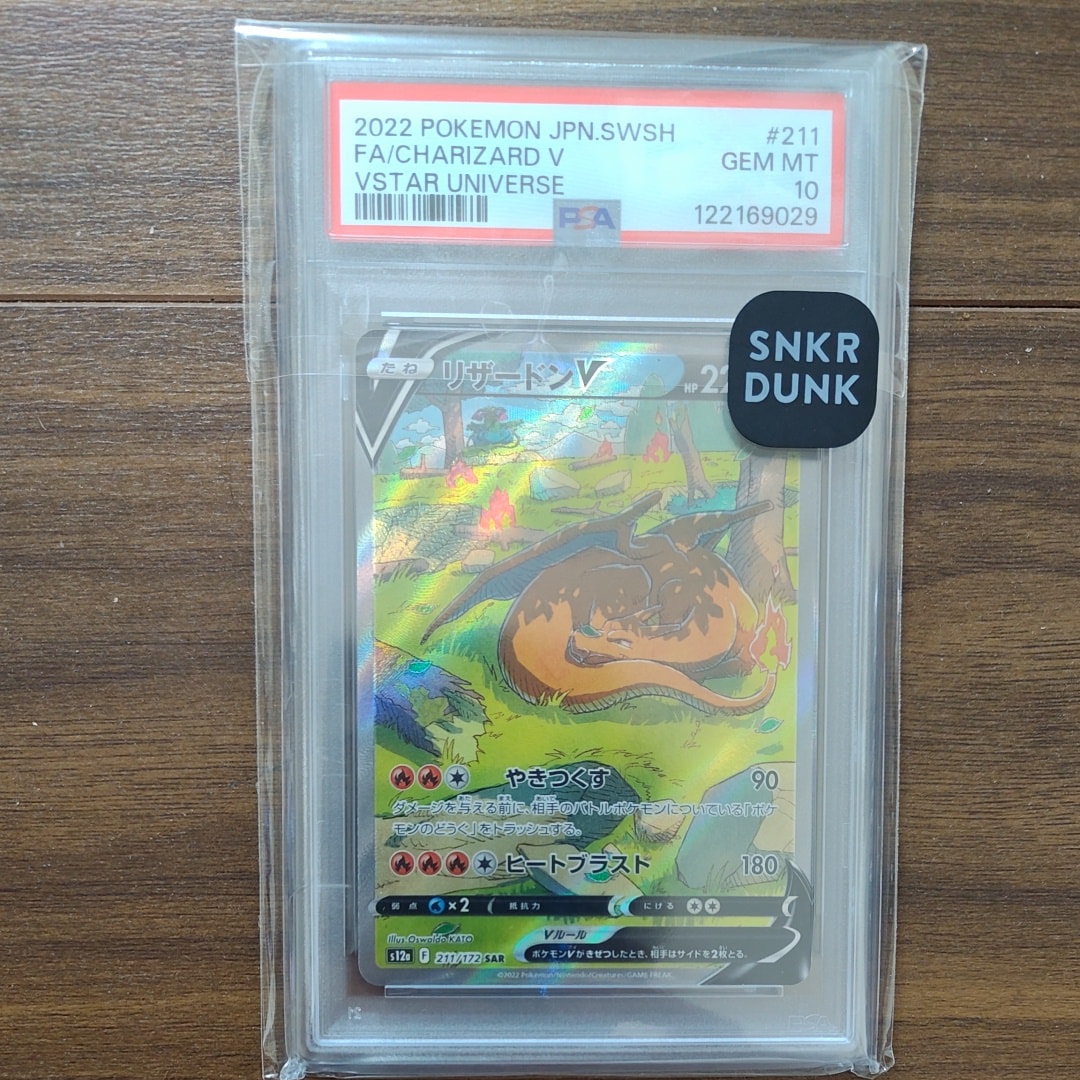 2022 POKEMON JPN.SWSH #211
FA/CHARIZARD V GEM MT
VSTAR UNIVERSE 10
PSA 122169029
SNKR
DUNK
たね リザードンV HP 22
やきつくす 90
ダメージを与える前に、相手のバトルポケモンについている「ポケ
モンのどうぐ」をトラッシュする。
ヒートブラスト 180
弱点 ×2 抵抗力 にげる
Illus. Oswaldo KATO
Vルール
ポケモンVがきぜつしたとき、相手はサイドを2枚とる。
s12a F 211/172 SAR
©2022 Pokémon/Nintendo/Creatures/GAME FREAK.